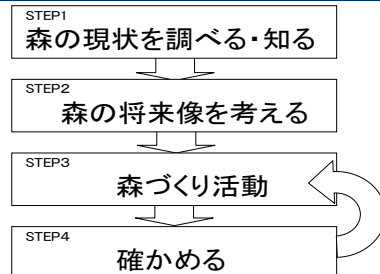 STEP1
森の現状を調べる・知る
STEP2
森の将来像を考える
STEP3
森づくり活動
STEP4
確かめる